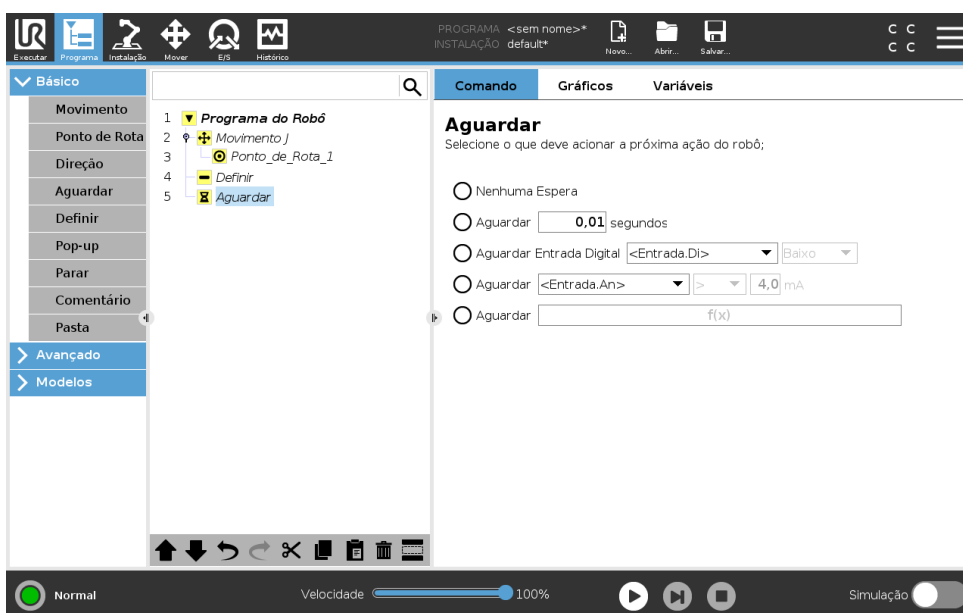 UR
PROGRAMA <sem nome>*
INSTALAÇÃO default*
Executar Programa Instalação Mover E/S Histórico Novo... Abrir... Salvar...
C C
C C
Básico
Movimento
Ponto de Rota
Direção
Aguardar
Definir
Pop-up
Parar
Comentário
Pasta
Avançado
Modelos
1 Programa do Robô
2 Movimento J
3 Ponto_de_Rota_1
4 Definir
5 Aguardar
Comando Gráficos Variáveis
Aguardar
Selecione o que deve acionar a próxima ação do robô;
Nenhuma Espera
Aguardar 0,01 segundos
Aguardar Entrada Digital <Entrada.Di> Baixo
Aguardar <Entrada.An> > 4,0 mA
Aguardar f(x)
Normal Velocidade 100% Simulação